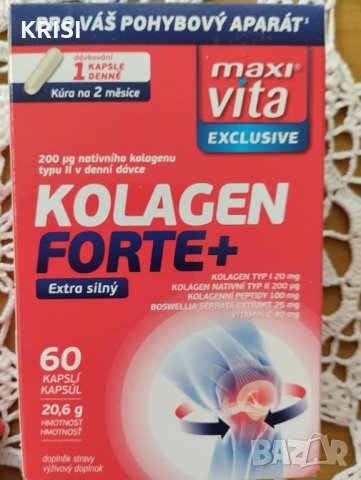 KRISI
PRO VÁŠ POHYBOVÝ APARÁT¹
dávkování
1 KAPSLE
DENNĚ
Kúra na 2 měsíce
maxi®
vita
EXCLUSIVE
200 µg nativního kolagenu
typu II v denní dávce
KOLAGEN
FORTE+
Extra silný
KOLAGEN TYP I 20 mg
KOLAGEN NATIVNÍ TYP II 200 µg
KOLAGENNÍ PEPTIDY 100 mg
BOSWELLIA SERRATA EXTRAKT 25 mg
VITAMIN C 40 mg
60
KAPSLÍ
KAPSÚL
20,6 g
HMOTNOST
HMOTNOSŤ
doplněk stravy
výživový doplnok
BAZAR